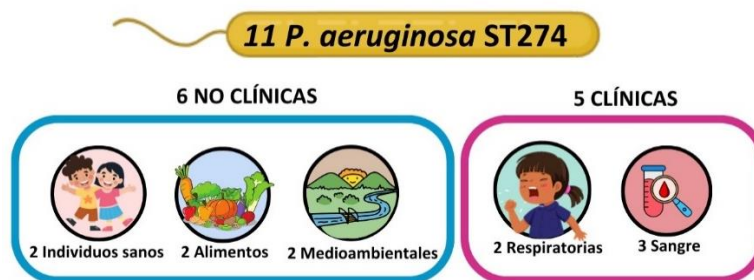 11 P. aeruginosa ST274
6 NO CLÍNICAS
5 CLÍNICAS
2 Individuos sanos
2 Alimentos
2 Medioambientales
2 Respiratorias
3 Sangre